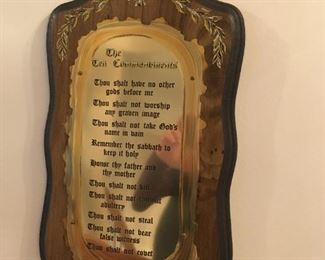 The
Ten Commandments
Thou shalt have no other
gods before me
Thou shalt not worship
any graven image
Thou shalt not take God's
name in vain
Remember the sabbath to
keep it holy
Honor thy father and
thy mother
Thou shalt not kill
Thou shalt not commit
adultry
Thou shalt not steal
Thou shalt not bear
false witness
Thou shalt not covet